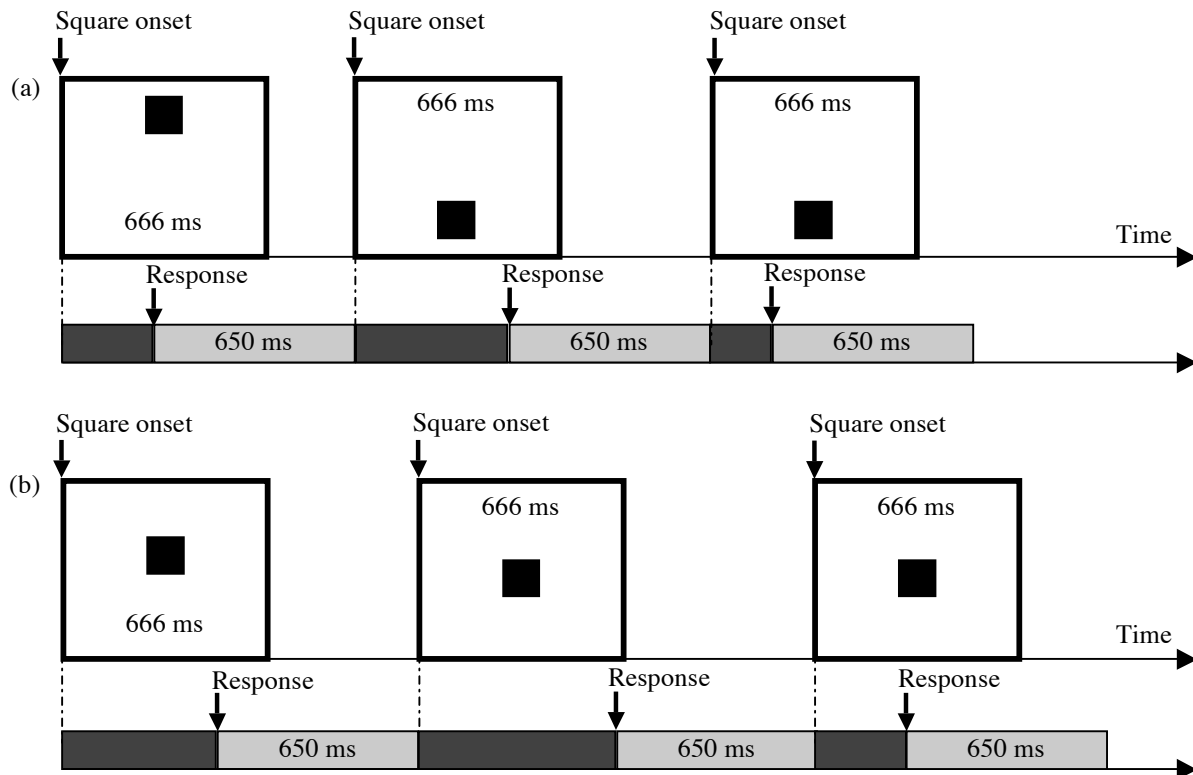 Square onset Square onset Square onset
(a)
666 ms 666 ms
666 ms
Time
Response Response Response
650 ms 650 ms 650 ms
Square onset Square onset Square onset
(b)
666 ms 666 ms
666 ms
Time
Response Response Response
650 ms 650 ms 650 ms